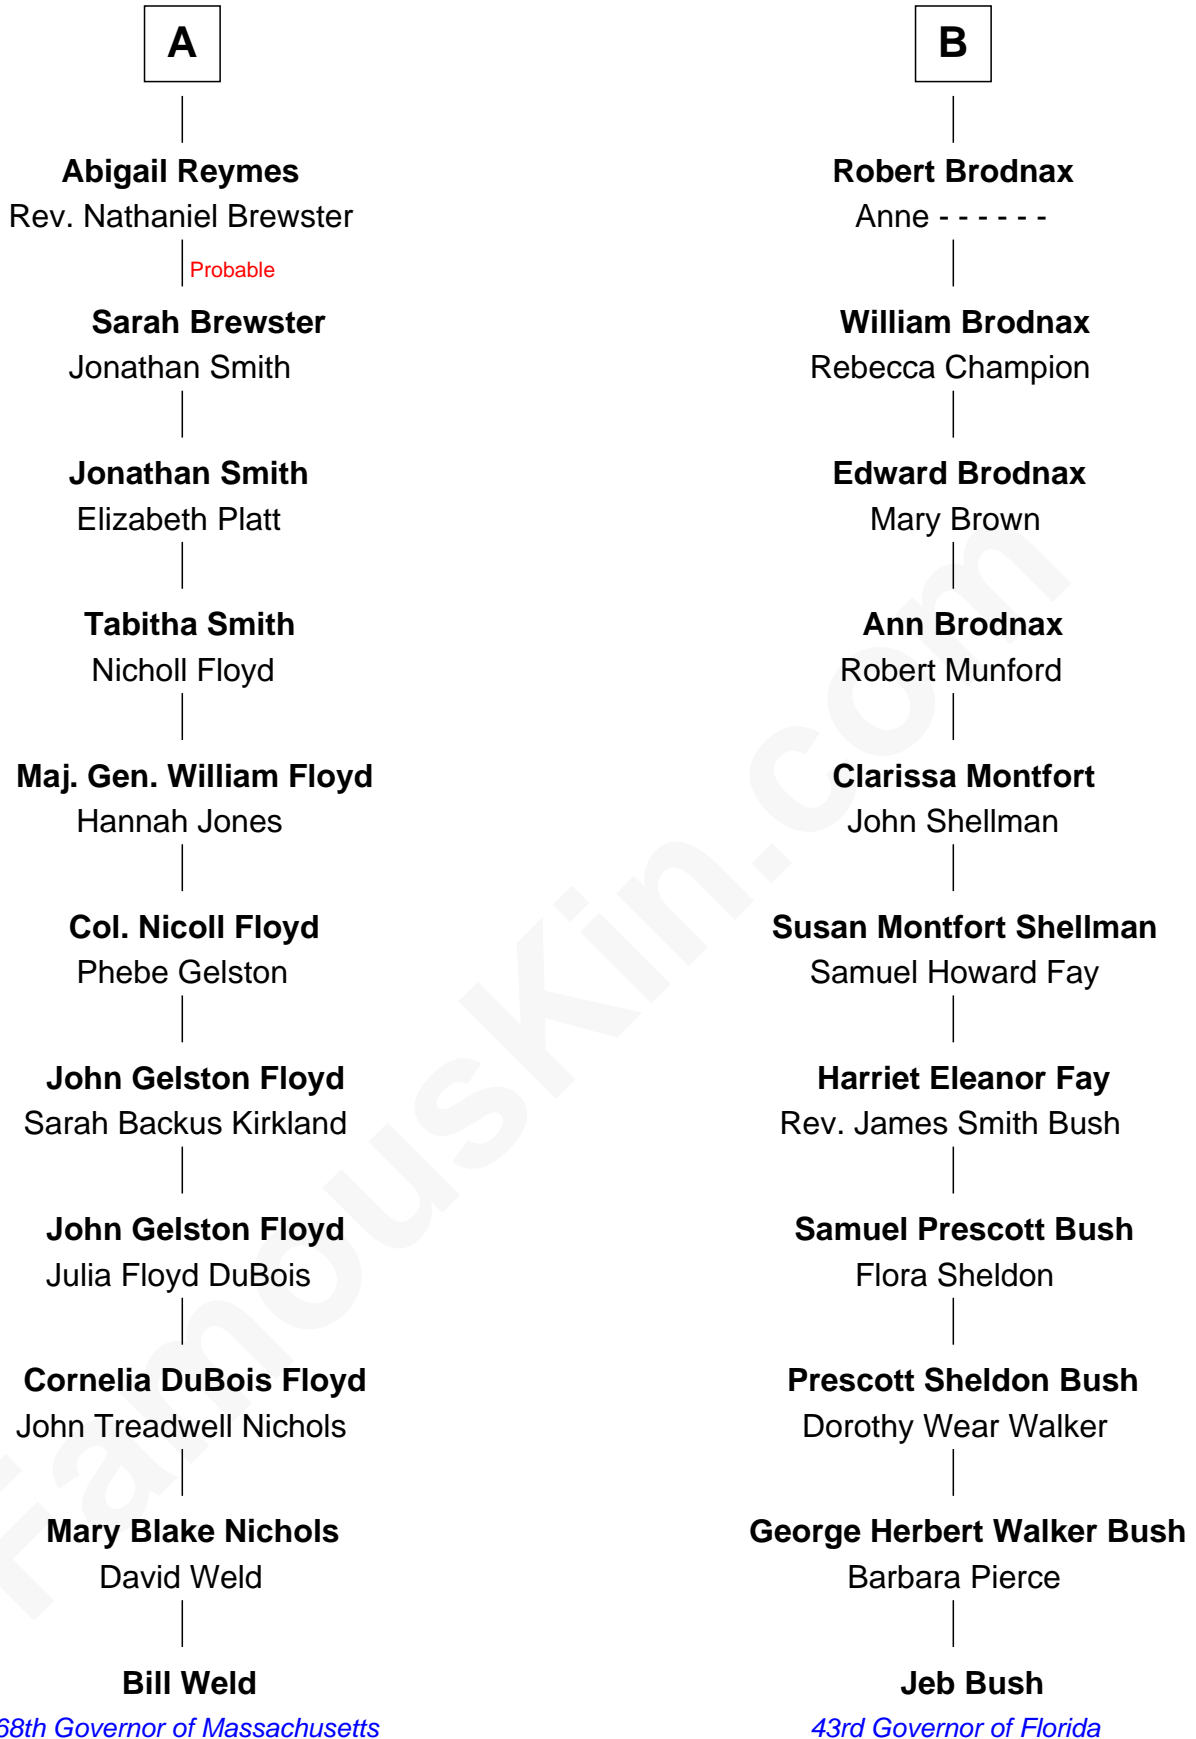 A
Abigail Reymes
Rev. Nathaniel Brewster
Probable
Sarah Brewster
Jonathan Smith
Jonathan Smith
Elizabeth Platt
Tabitha Smith
Nicholl Floyd
Maj. Gen. William Floyd
Hannah Jones
Col. Nicoll Floyd
Phebe Gelston
John Gelston Floyd
Sarah Backus Kirkland
John Gelston Floyd
Julia Floyd DuBois
Cornelia DuBois Floyd
John Treadwell Nichols
Mary Blake Nichols
David Weld
Bill Weld
68th Governor of Massachusetts
B
Robert Brodnax
Anne - - - - - -
William Brodnax
Rebecca Champion
Edward Brodnax
Mary Brown
Ann Brodnax
Robert Munford
Clarissa Montfort
John Shellman
Susan Montfort Shellman
Samuel Howard Fay
Harriet Eleanor Fay
Rev. James Smith Bush
Samuel Prescott Bush
Flora Sheldon
Prescott Sheldon Bush
Dorothy Wear Walker
George Herbert Walker Bush
Barbara Pierce
Jeb Bush
43rd Governor of Florida
FamousKin.com